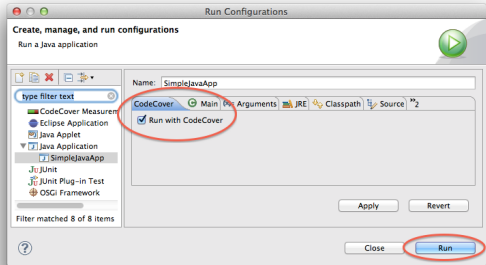 Run Configurations
Create, manage, and run configurations
Run a Java application
type filter text
CodeCover Measurem
Eclipse Application
Java Applet
Java Application
SimpleJavaApp
JUnit
JUnit Plug-in Test
OSGi Framework
Filter matched 8 of 8 items
Name: SimpleJavaApp
CodeCover Main Arguments JRE Classpath Source »2
Run with CodeCover
Apply Revert
Close Run